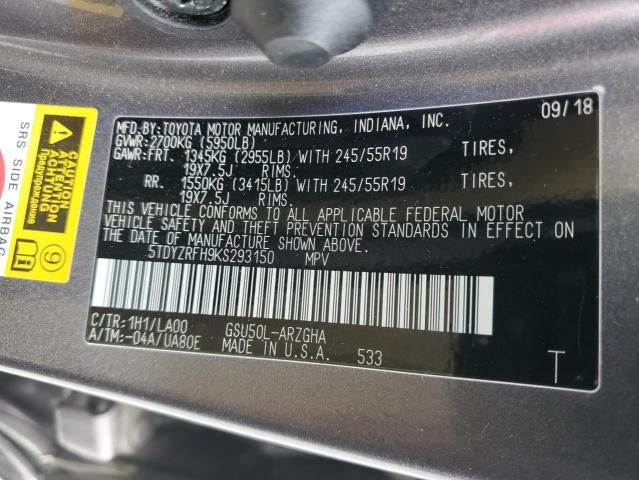 MFD.BY:TOYOTA MOTOR MANUFACTURING, INDIANA, INC. 09/18
GVWR:2700KG (5950LB)
GAWR:FRT. 1345KG (2955LB) WITH 245/55R19 TIRES,
19X7.5J RIMS.
RR. 1550KG (3415LB) WITH 245/55R19 TIRES,
19X7.5J RIMS.
THIS VEHICLE CONFORMS TO ALL APPLICABLE FEDERAL MOTOR
VEHICLE SAFETY AND THEFT PREVENTION STANDARDS IN EFFECT ON
THE DATE OF MANUFACTURE SHOWN ABOVE.
5TDYZRFH9KS293150 MPV
C/TR:1H1/LA00 GSU50L-ARZGHA
A/TM:-04A/UA80E MADE IN U.S.A. 533 T
SRS SIDE AIRBAG
CAUTION
ATTENTION
ACHTUNG
Предупреждение
9